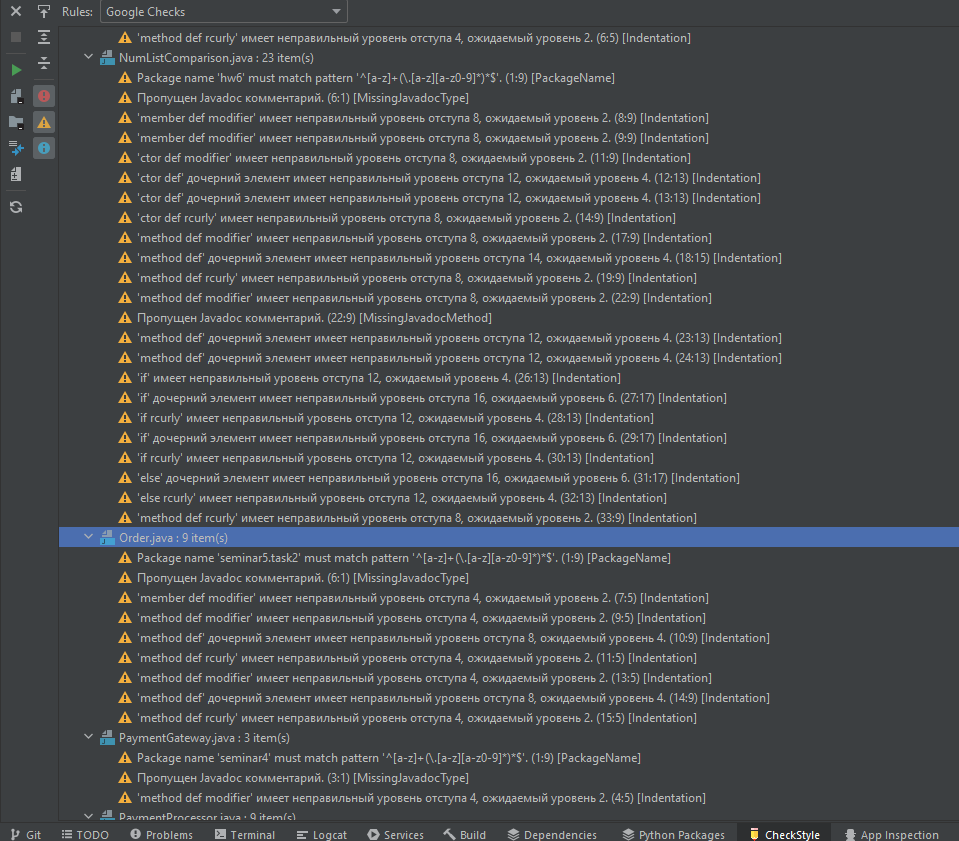 Rules: Google Checks
'method def rcurly' имеет неправильный уровень отступа 4, ожидаемый уровень 2. (6:5) [Indentation]
NumListComparison.java : 23 item(s)
Package name 'hw6' must match pattern '^[a-z]+(\.[a-z][a-z0-9]*)*$'. (1:9) [PackageName]
Пропущен Javadoc комментарий. (6:1) [MissingJavadocType]
'member def modifier' имеет неправильный уровень отступа 8, ожидаемый уровень 2. (8:9) [Indentation]
'member def modifier' имеет неправильный уровень отступа 8, ожидаемый уровень 2. (9:9) [Indentation]
'ctor def modifier' имеет неправильный уровень отступа 8, ожидаемый уровень 2. (11:9) [Indentation]
'ctor def' дочерний элемент имеет неправильный уровень отступа 12, ожидаемый уровень 4. (12:13) [Indentation]
'ctor def' дочерний элемент имеет неправильный уровень отступа 12, ожидаемый уровень 4. (13:13) [Indentation]
'ctor def rcurly' имеет неправильный уровень отступа 8, ожидаемый уровень 2. (14:9) [Indentation]
'method def modifier' имеет неправильный уровень отступа 8, ожидаемый уровень 2. (17:9) [Indentation]
'method def' дочерний элемент имеет неправильный уровень отступа 14, ожидаемый уровень 4. (18:15) [Indentation]
'method def rcurly' имеет неправильный уровень отступа 8, ожидаемый уровень 2. (19:9) [Indentation]
'method def modifier' имеет неправильный уровень отступа 8, ожидаемый уровень 2. (22:9) [Indentation]
Пропущен Javadoc комментарий. (22:9) [MissingJavadocMethod]
'method def' дочерний элемент имеет неправильный уровень отступа 12, ожидаемый уровень 4. (23:13) [Indentation]
'method def' дочерний элемент имеет неправильный уровень отступа 12, ожидаемый уровень 4. (24:13) [Indentation]
'if' имеет неправильный уровень отступа 12, ожидаемый уровень 4. (26:13) [Indentation]
'if' дочерний элемент имеет неправильный уровень отступа 16, ожидаемый уровень 6. (27:17) [Indentation]
'if rcurly' имеет неправильный уровень отступа 12, ожидаемый уровень 4. (28:13) [Indentation]
'if' дочерний элемент имеет неправильный уровень отступа 16, ожидаемый уровень 6. (29:17) [Indentation]
'if rcurly' имеет неправильный уровень отступа 12, ожидаемый уровень 4. (30:13) [Indentation]
'else' дочерний элемент имеет неправильный уровень отступа 16, ожидаемый уровень 6. (31:17) [Indentation]
'else rcurly' имеет неправильный уровень отступа 12, ожидаемый уровень 4. (32:13) [Indentation]
'method def rcurly' имеет неправильный уровень отступа 8, ожидаемый уровень 2. (33:9) [Indentation]
Order.java : 9 item(s)
Package name 'seminar5.task2' must match pattern '^[a-z]+(\.[a-z][a-z0-9]*)*$'. (1:9) [PackageName]
Пропущен Javadoc комментарий. (6:1) [MissingJavadocType]
'member def modifier' имеет неправильный уровень отступа 4, ожидаемый уровень 2. (7:5) [Indentation]
'method def modifier' имеет неправильный уровень отступа 4, ожидаемый уровень 2. (9:5) [Indentation]
'method def' дочерний элемент имеет неправильный уровень отступа 8, ожидаемый уровень 4. (10:9) [Indentation]
'method def rcurly' имеет неправильный уровень отступа 4, ожидаемый уровень 2. (11:5) [Indentation]
'method def modifier' имеет неправильный уровень отступа 4, ожидаемый уровень 2. (13:5) [Indentation]
'method def' дочерний элемент имеет неправильный уровень отступа 8, ожидаемый уровень 4. (14:9) [Indentation]
'method def rcurly' имеет неправильный уровень отступа 4, ожидаемый уровень 2. (15:5) [Indentation]
PaymentGateway.java : 3 item(s)
Package name 'seminar4' must match pattern '^[a-z]+(\.[a-z][a-z0-9]*)*$'. (1:9) [PackageName]
Пропущен Javadoc комментарий. (3:1) [MissingJavadocType]
'method def modifier' имеет неправильный уровень отступа 4, ожидаемый уровень 2. (4:5) [Indentation]
PaymentProcessor.java : 9 item(s)
Git TODO Problems Terminal Logcat Services Build Dependencies Python Packages CheckStyle App Inspection